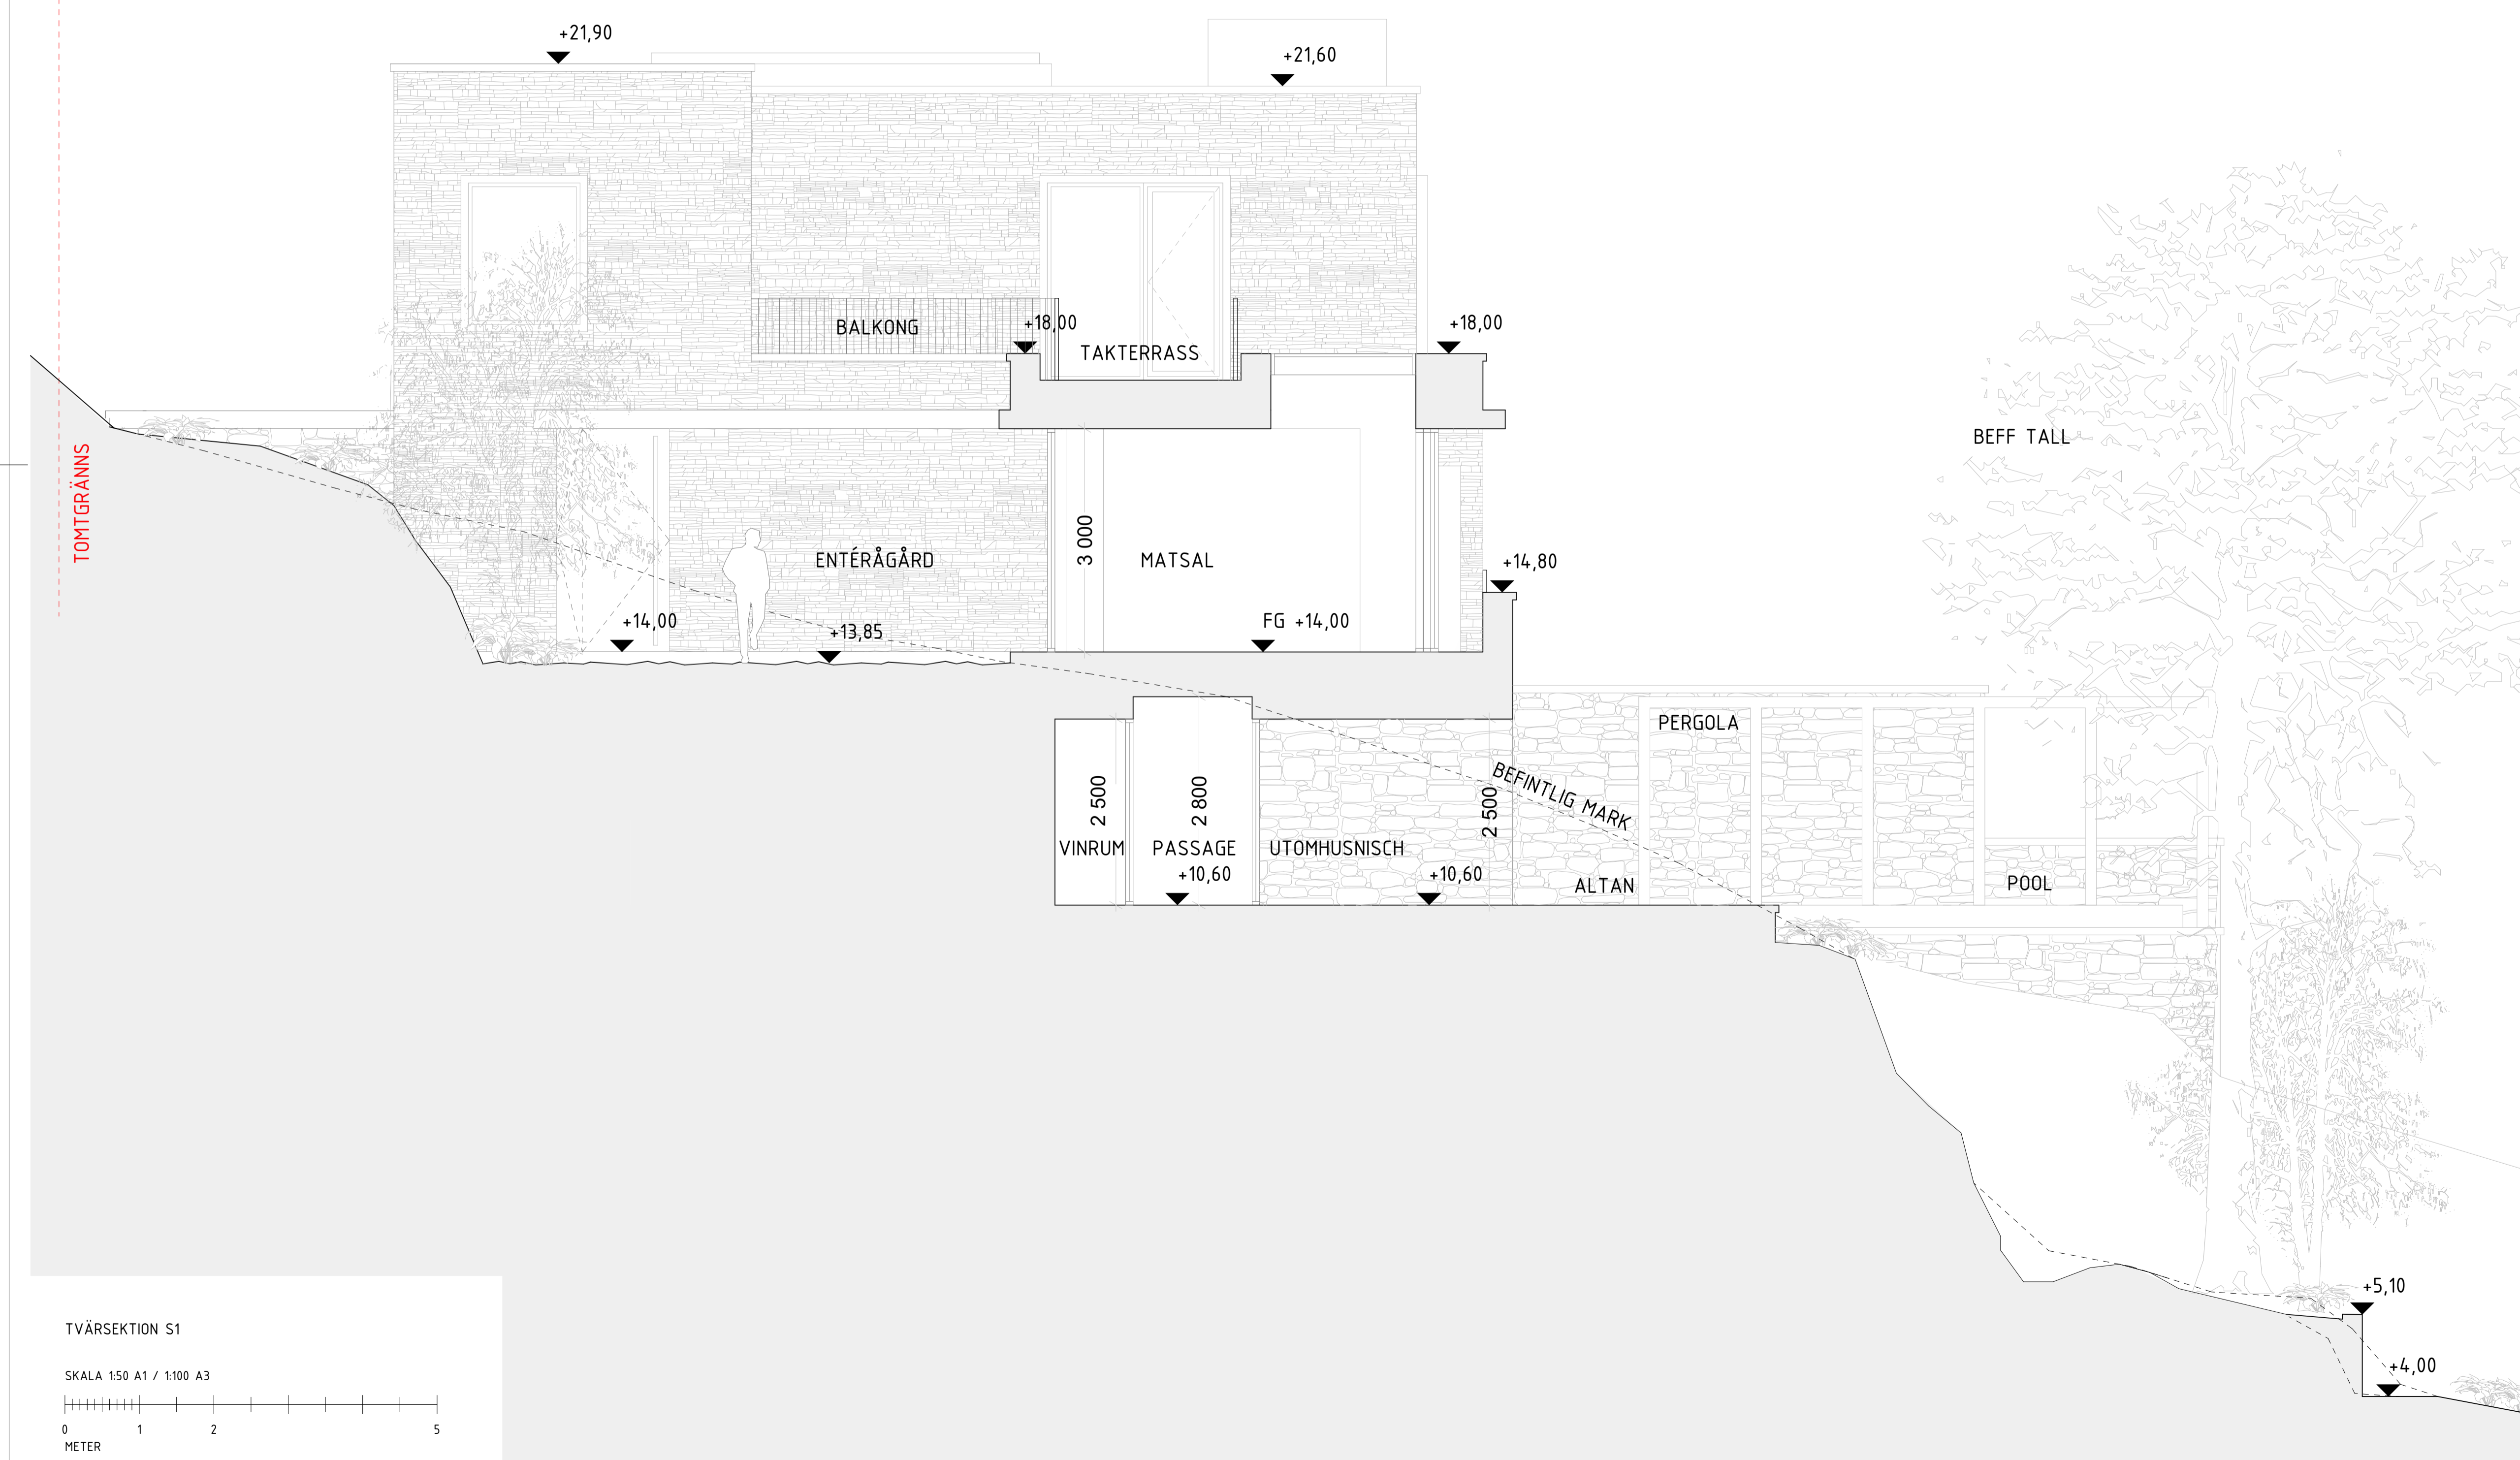 +21,90
+21,60
BALKONG
+18,00
+18,00
TAKTERRASS
BEFF TALL
TOMTGRÄNNS
3 000
ENTÉRÅGÅRD
MATSAL
+14,80
+14,00
+13,85
FG +14,00
PERGOLA
BEFINTLIG MARK
2 500
2 800
2 500
VINRUM
PASSAGE
UTOMHUSNISCH
+10,60
+10,60
ALTAN
POOL
+5,10
+4,00
TVÄRSEKTION S1
SKALA 1:50 A1 / 1:100 A3
0 1 2 5
METER